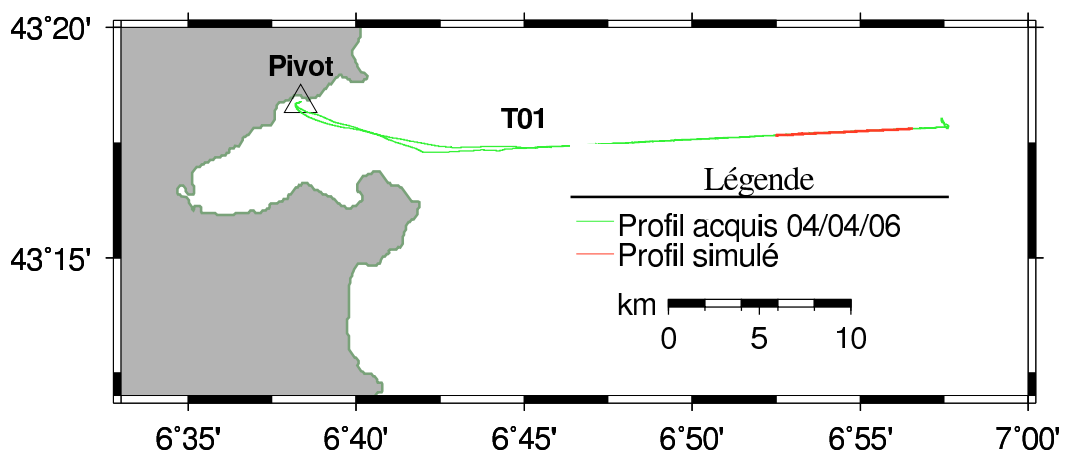 43°20'
Pivot
T01
Légende
Profil acquis 04/04/06
Profil simulé
43°15'
km
0 5 10
6°35' 6°40' 6°45' 6°50' 6°55' 7°00'